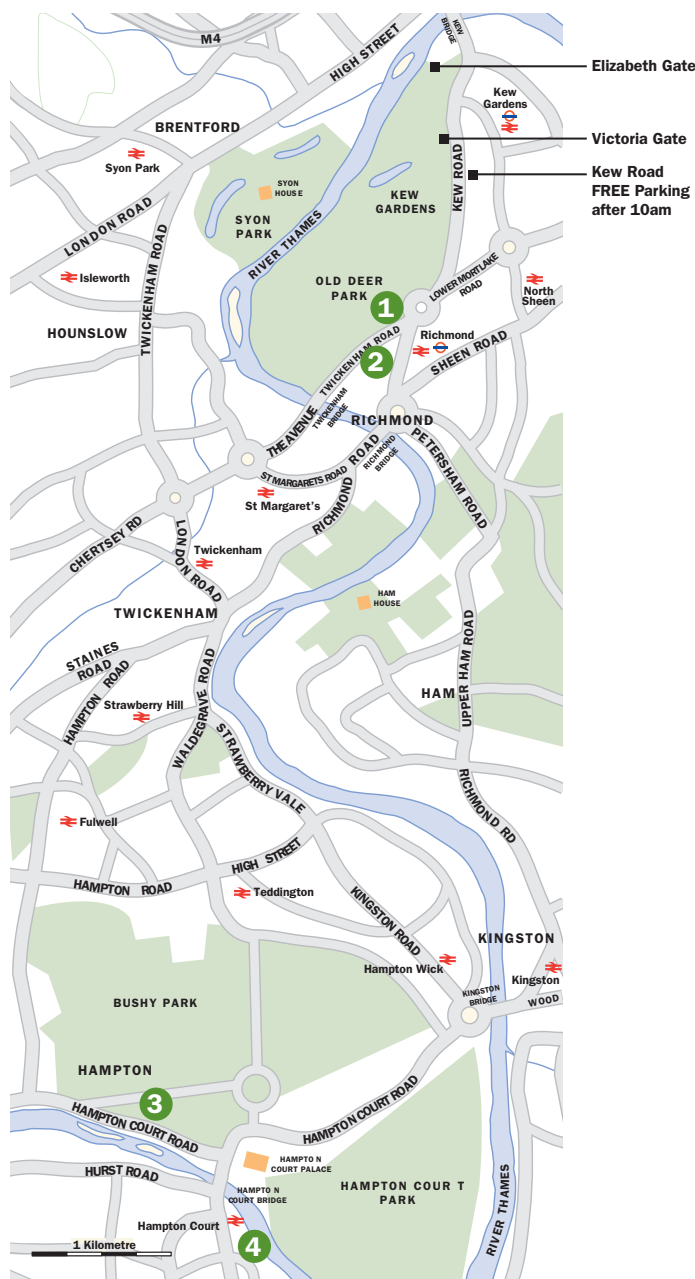 M4
HIGH STREET
KEW
BRIDGE
Elizabeth Gate
Kew
Gardens
BRENTFORD
Syon Park
Victoria Gate
SYON
HOUSE
KEW
GARDENS
KEW ROAD
Kew Road
FREE Parking
after 10am
SYON
PARK
LONDON ROAD
RIVER THAMES
TWICKENHAM ROAD
Isleworth
OLD DEER
PARK
1
LOWER MORTLAKE
ROAD
North
Sheen
HOUNSLOW
TWICKENHAM ROAD
2
Richmond
SHEEN ROAD
THE AVENUE
TWICKENHAM
BRIDGE
RICHMOND
RICHMOND
BRIDGE
PETERSHAM ROAD
ST MARGARETS ROAD
RICHMOND ROAD
St Margaret's
CHERTSEY RD
LONDON ROAD
Twickenham
HAM
HOUSE
TWICKENHAM
STAINES
ROAD
HAMPTON ROAD
WALDEGRAVE ROAD
UPPER HAM ROAD
HAM
Strawberry Hill
STRAWBERRY VALE
RICHMOND RD
Fulwell
HIGH STREET
HAMPTON ROAD
Teddington
KINGSTON ROAD
KINGSTON
Hampton Wick
Kingston
KINGSTON
BRIDGE
WOOD
BUSHY PARK
HAMPTON
3
HAMPTON COURT ROAD
HAMPTON COURT ROAD
HURST ROAD
HAMPTO N
COURT PALACE
HAMPTON COUR T
PARK
HAMPTO N
COURT BRIDGE
RIVER THAMES
Hampton Court
4
1 Kilometre